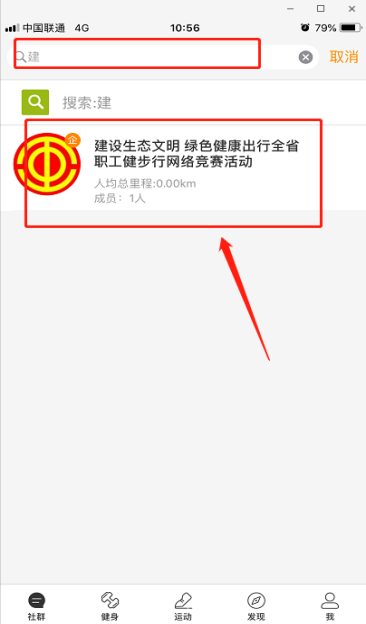 中国联通 4G 10:56 79%
建 取消
搜索:建
企
建设生态文明 绿色健康出行全省
职工健步行网络竞赛活动
人均总里程:0.00km
成员：1人
社群 健身 运动 发现 我